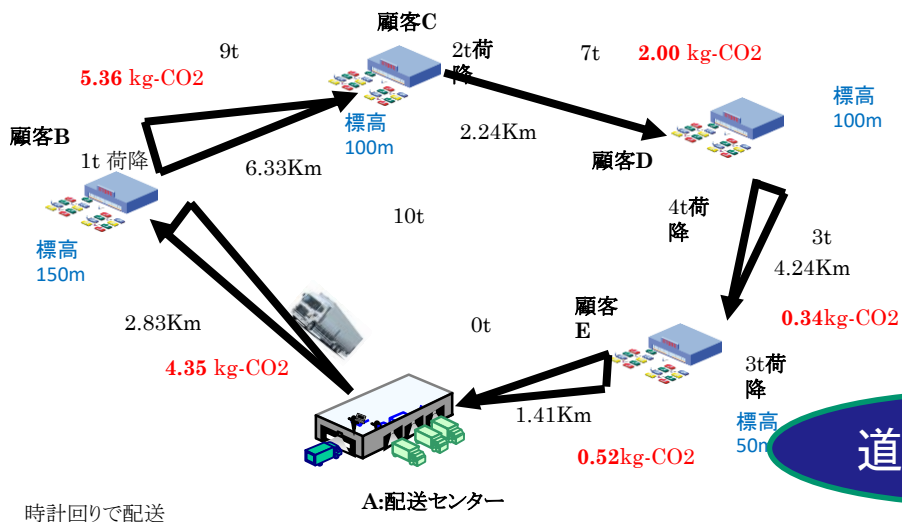 顧客C
9t
2t荷
降
7t
2.00 kg-CO2
5.36 kg-CO2
標高
100m
標高
100m
2.24Km
顧客B
6.33Km
顧客D
1t 荷降
4t荷
降
10t
3t
標高
150m
4.24Km
顧客
E
2.83Km
0t
0.34kg-CO2
4.35 kg-CO2
3t荷
降
1.41Km
標高
50m
道
0.52kg-CO2
A:配送センター
時計回りで配送